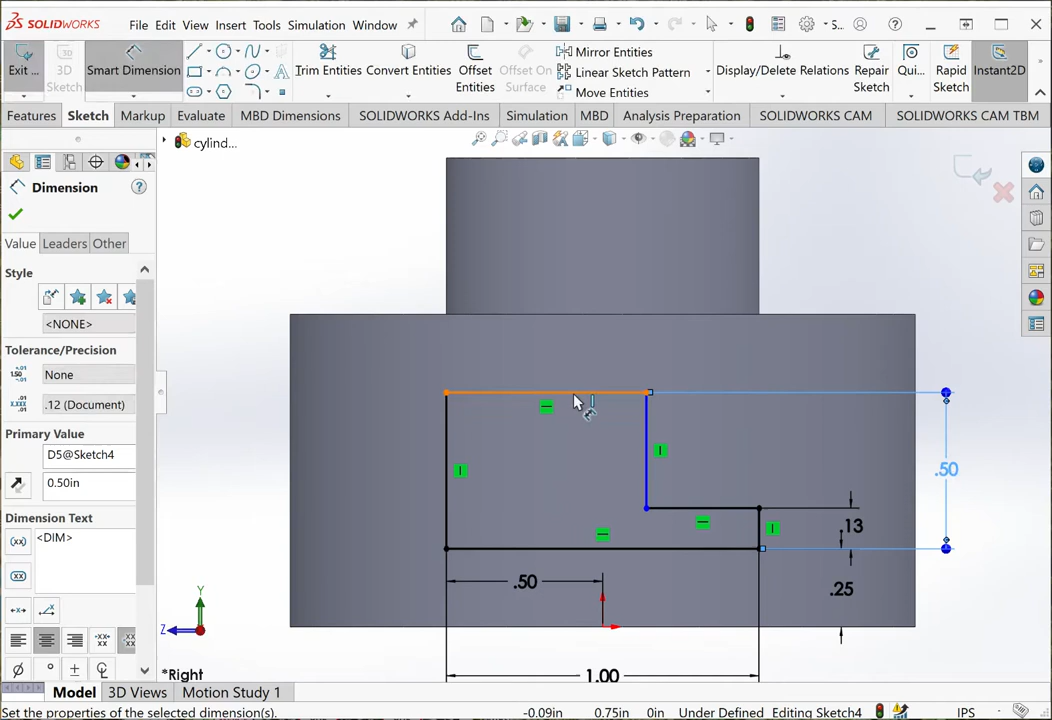 SOLIDWORKS File Edit View Insert Tools Simulation Window S...
Exit ... 3D Sketch Smart Dimension Trim Entities Convert Entities Offset Entities Offset On Surface Mirror Entities Linear Sketch Pattern Move Entities Display/Delete Relations Repair Sketch Qui... Rapid Sketch Instant2D
Features Sketch Markup Evaluate MBD Dimensions SOLIDWORKS Add-Ins Simulation MBD Analysis Preparation SOLIDWORKS CAM SOLIDWORKS CAM TBM
cylind...
Dimension
Value Leaders Other
Style
<NONE>
Tolerance/Precision
None
.12 (Document)
Primary Value
D5@Sketch4
0.50in
Dimension Text
<DIM>
.50
.13
.50
.25
1.00
Y
Z
*Right
Model 3D Views Motion Study 1
Set the properties of the selected dimension(s). -0.09in 0.75in 0in Under Defined Editing Sketch4 IPS